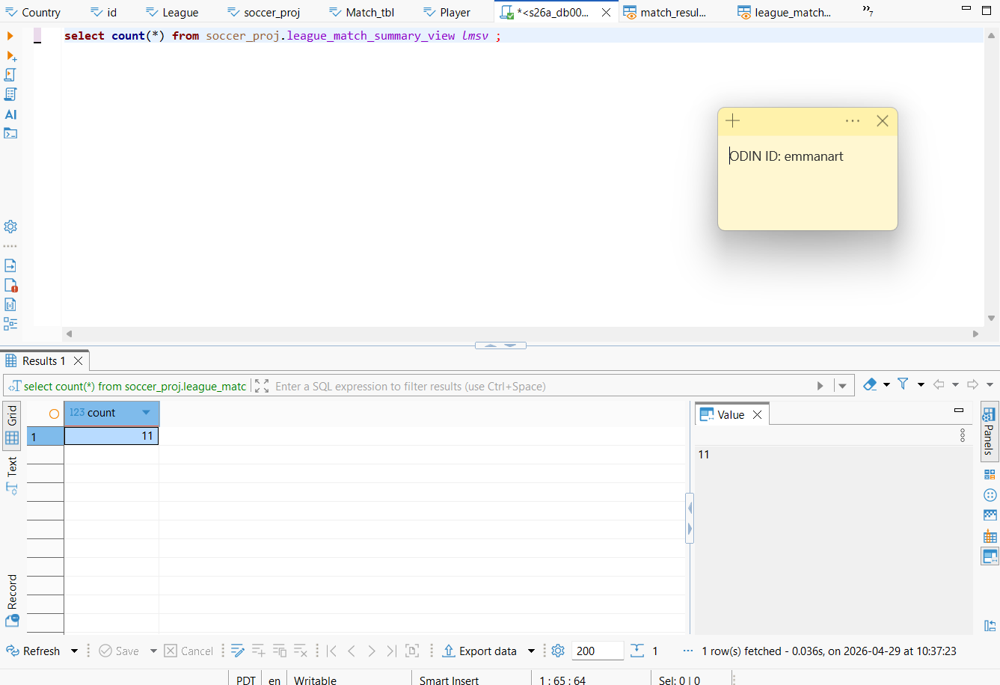 Country id League soccer_proj Match_tbl Player *<s26a_db00... match_resul... league_match... »7
select count(*) from soccer_proj.league_match_summary_view lmsv ;
AI
ODIN ID: emmanart
Results 1
select count(*) from soccer_proj.league_matc Enter a SQL expression to filter results (use Ctrl+Space)
Grid
Text
Record
123 count
1 11
Value
11
Panels
Refresh Save Cancel Export data 200 1 ... 1 row(s) fetched - 0.036s, on 2026-04-29 at 10:37:23
PDT en Writable Smart Insert 1 : 65 : 64 Sel: 0 | 0